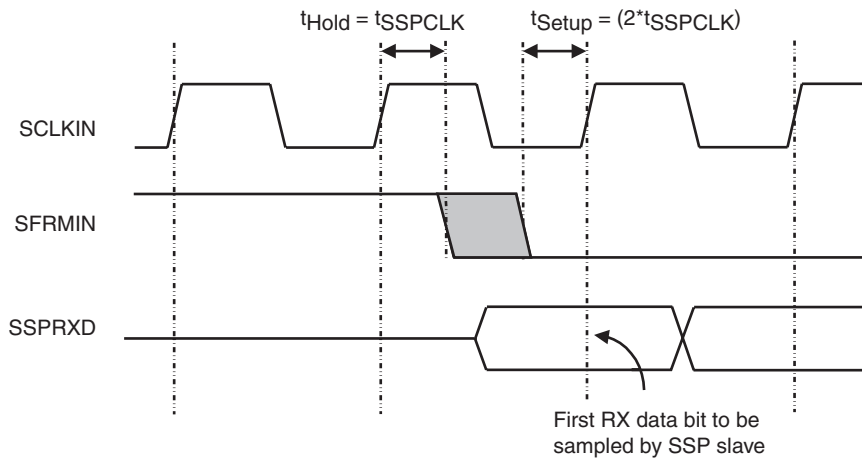 tHold = tSSPCLK
tSetup = (2*tSSPCLK)
SCLKIN
SFRMIN
SSPRXD
First RX data bit to be
sampled by SSP slave